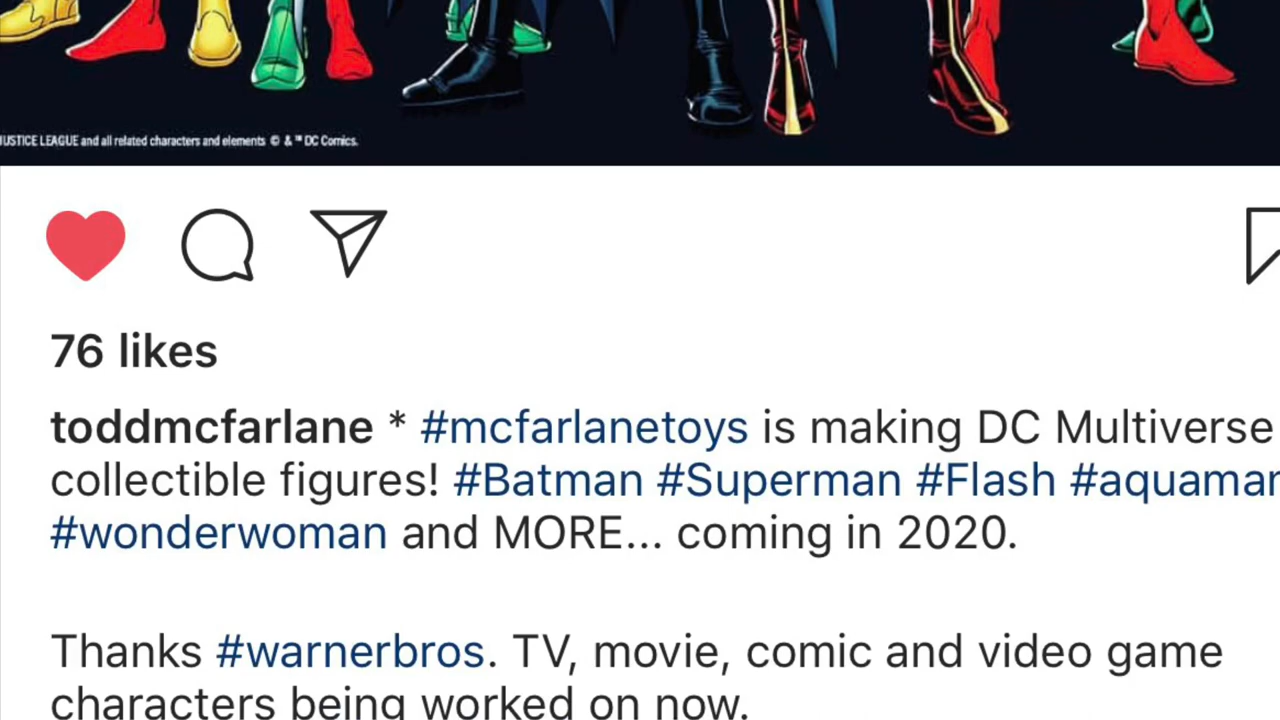 JUSTICE LEAGUE and all related characters and elements © & ™ DC Comics.
76 likes
toddmcfarlane * #mcfarlanetoys is making DC Multiverse
collectible figures! #Batman #Superman #Flash #aquaman
#wonderwoman and MORE... coming in 2020.
Thanks #warnerbros. TV, movie, comic and video game
characters being worked on now.